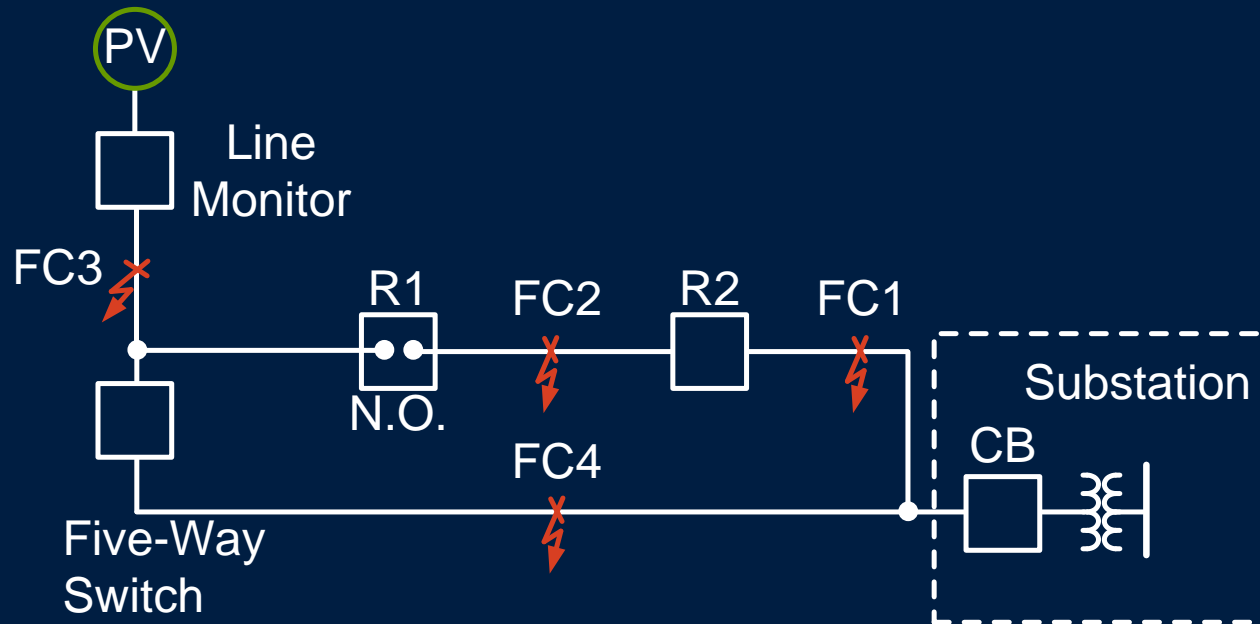 PV
Line
Monitor
FC3
R1
FC2
R2
FC1
N.O.
Substation
CB
FC4
Five-Way
Switch